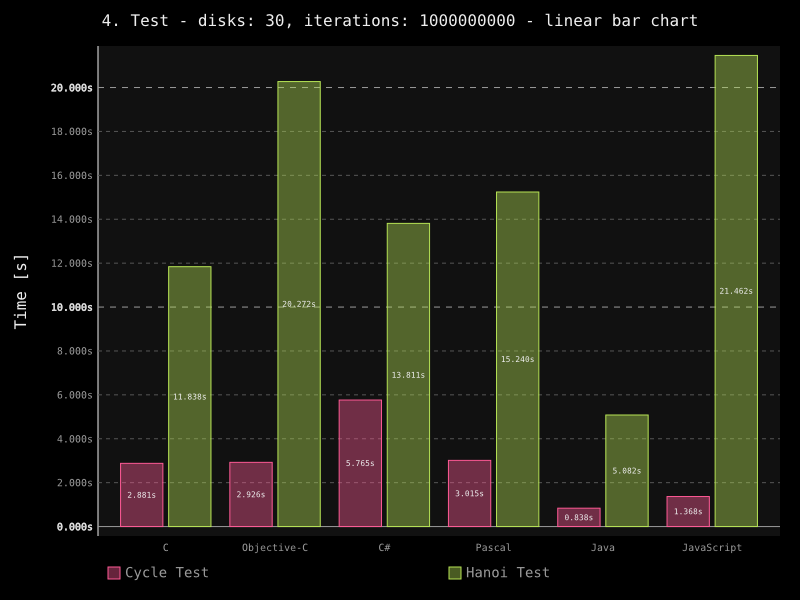 4. Test - disks: 30, iterations: 1000000000 - linear bar chart
Time [s]
20.000s
18.000s
16.000s
14.000s
12.000s
10.000s
8.000s
6.000s
4.000s
2.000s
0.000s
2.881s
11.838s
2.926s
20.272s
5.765s
13.811s
3.015s
15.240s
0.838s
5.082s
1.368s
21.462s
C Objective-C C# Pascal Java JavaScript
Cycle Test Hanoi Test